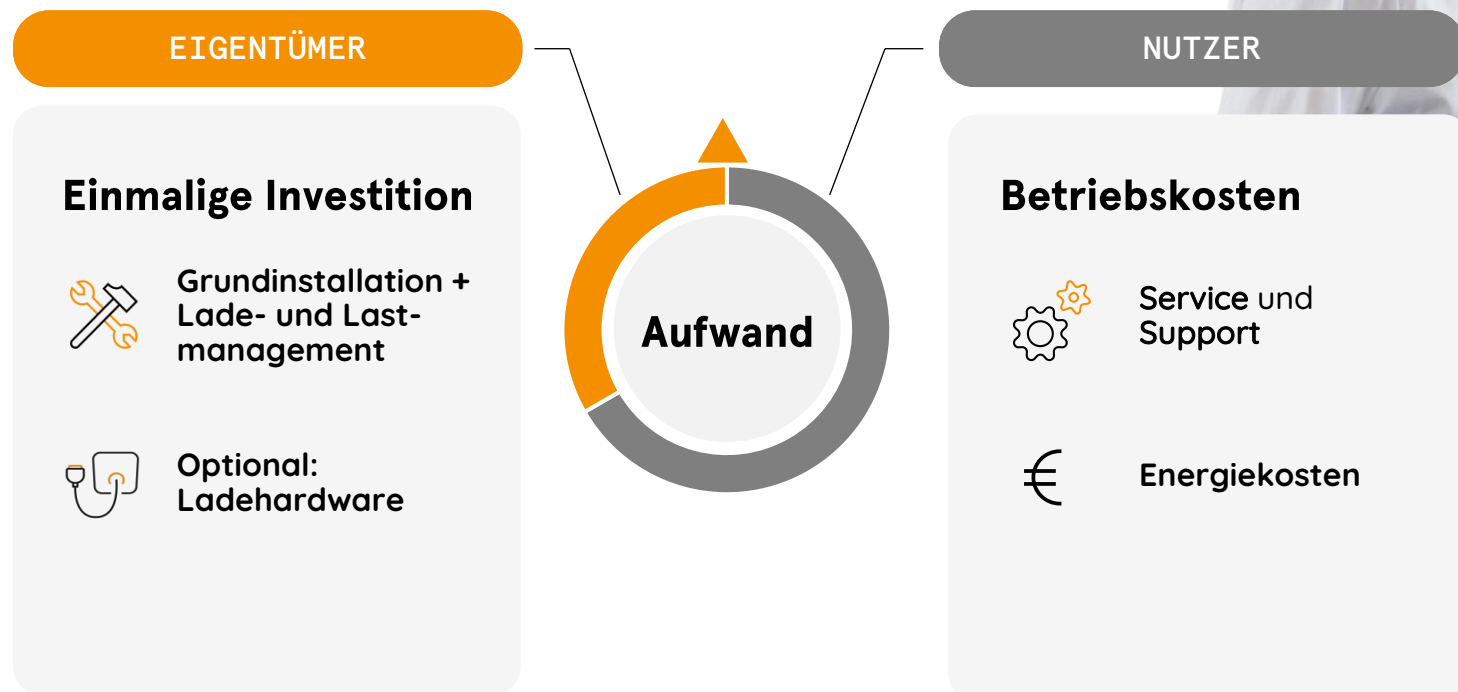 EIGENTÜMER
Einmalige Investition
Grundinstallation +
Lade- und Last-
management
Optional:
Ladehardware
Aufwand
NUTZER
Betriebskosten
Service und
Support
€
Energiekosten